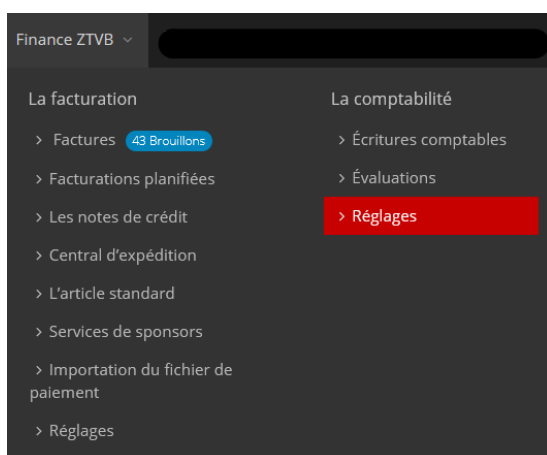 Finance ZTVB
La facturation
> Factures 43 Brouillons
> Facturations planifiées
> Les notes de crédit
> Central d'expédition
> L'article standard
> Services de sponsors
> Importation du fichier de
paiement
> Réglages
La comptabilité
> Écritures comptables
> Évaluations
> Réglages